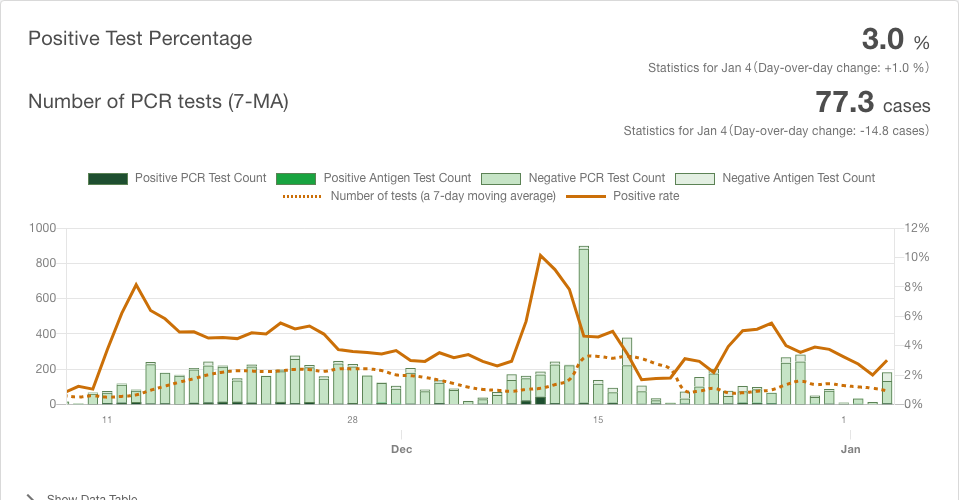 Positive Test Percentage
3.0 %
Statistics for Jan 4 (Day-over-day change: +1.0 %)
Number of PCR tests (7-MA)
77.3 cases
Statistics for Jan 4 (Day-over-day change: -14.8 cases)
Positive PCR Test Count Positive Antigen Test Count Negative PCR Test Count Negative Antigen Test Count
Number of tests (a 7-day moving average) Positive rate
1000 12%
10%
800
8%
600
6%
400
4%
200
2%
0 0%
11 28 15 1
Dec Jan
Show Data Table